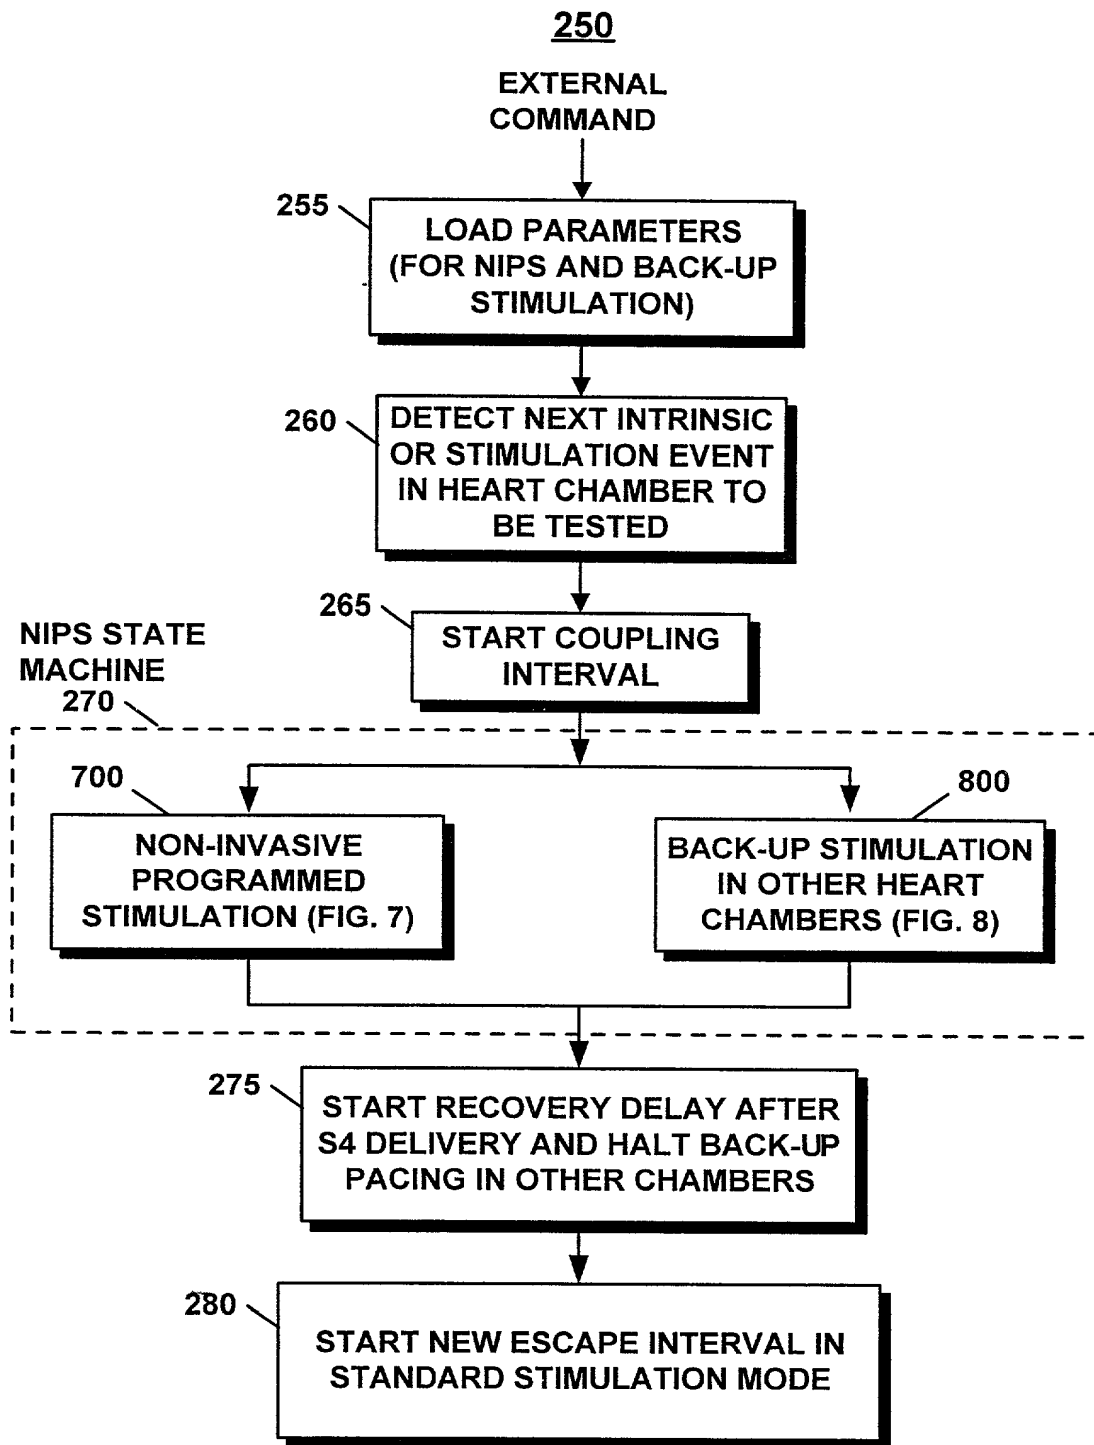 250
EXTERNAL
COMMAND
255
LOAD PARAMETERS
(FOR NIPS AND BACK-UP
STIMULATION)
260
DETECT NEXT INTRINSIC
OR STIMULATION EVENT
IN HEART CHAMBER TO
BE TESTED
265
START COUPLING
INTERVAL
NIPS STATE
MACHINE
270
700
NON-INVASIVE
PROGRAMMED
STIMULATION (FIG. 7)
800
BACK-UP STIMULATION
IN OTHER HEART
CHAMBERS (FIG. 8)
275
START RECOVERY DELAY AFTER
S4 DELIVERY AND HALT BACK-UP
PACING IN OTHER CHAMBERS
280
START NEW ESCAPE INTERVAL IN
STANDARD STIMULATION MODE